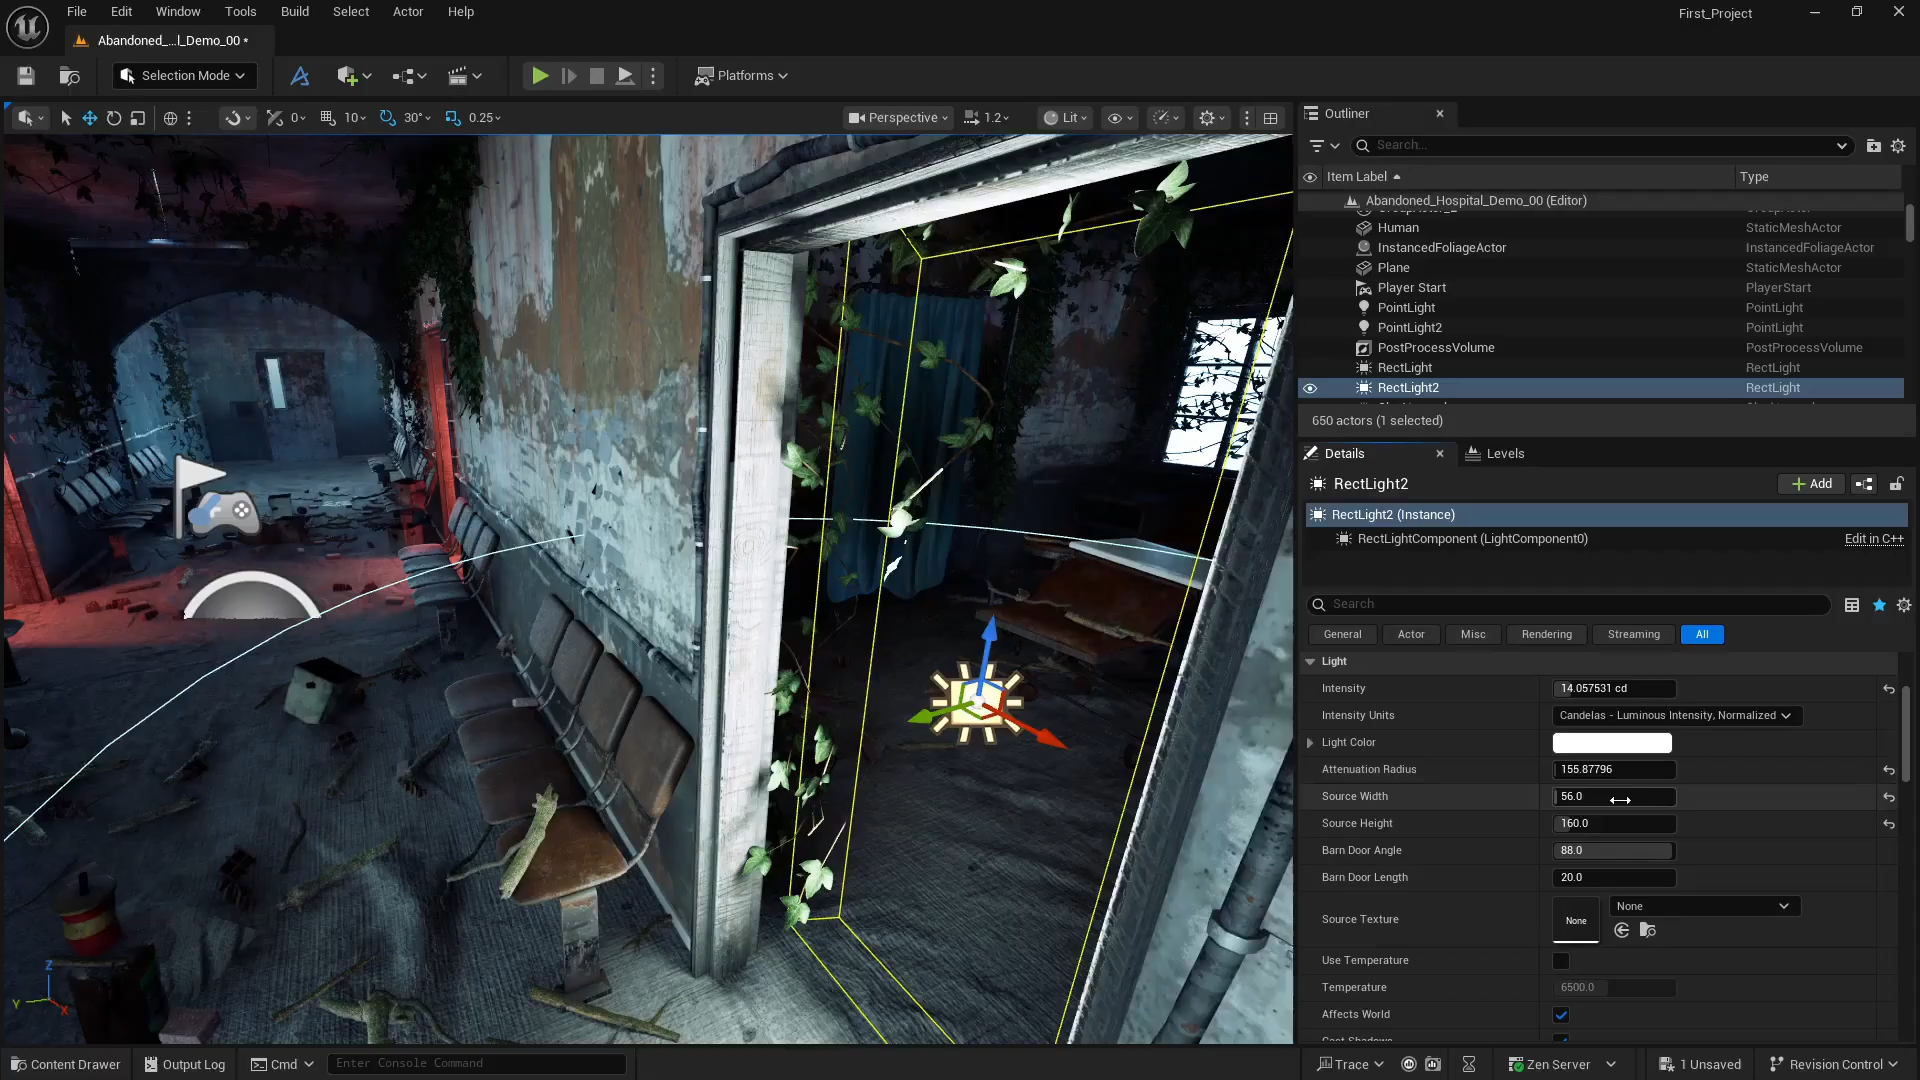 File Edit Window Tools Build Select Actor Help
First_Project
Abandoned_...l_Demo_00 •
Selection Mode
Platforms
0 10 30° 0.25
Perspective 1.2 Lit
Outliner
Search...
Item Label Type
Abandoned_Hospital_Demo_00 (Editor)
Human StaticMeshActor
InstancedFoliageActor InstancedFoliageActor
Plane StaticMeshActor
Player Start PlayerStart
PointLight PointLight
PointLight2 PointLight
PostProcessVolume PostProcessVolume
RectLight RectLight
RectLight2 RectLight
650 actors (1 selected)
Details Levels
RectLight2 Add
RectLight2 (Instance)
RectLightComponent (LightComponent0) Edit in C++
Search
General Actor Misc Rendering Streaming All
Light
Intensity 14.057531 cd
Intensity Units Candelas - Luminous Intensity, Normalized
Light Color
Attenuation Radius 155.87796
Source Width 56.0
Source Height 160.0
Barn Door Angle 88.0
Barn Door Length 20.0
Source Texture None None
Use Temperature
Temperature 6500.0
Affects World
Cast Shadows
Z
Y
X
Content Drawer Output Log Cmd Enter Console Command
Trace Zen Server 1 Unsaved Revision Control